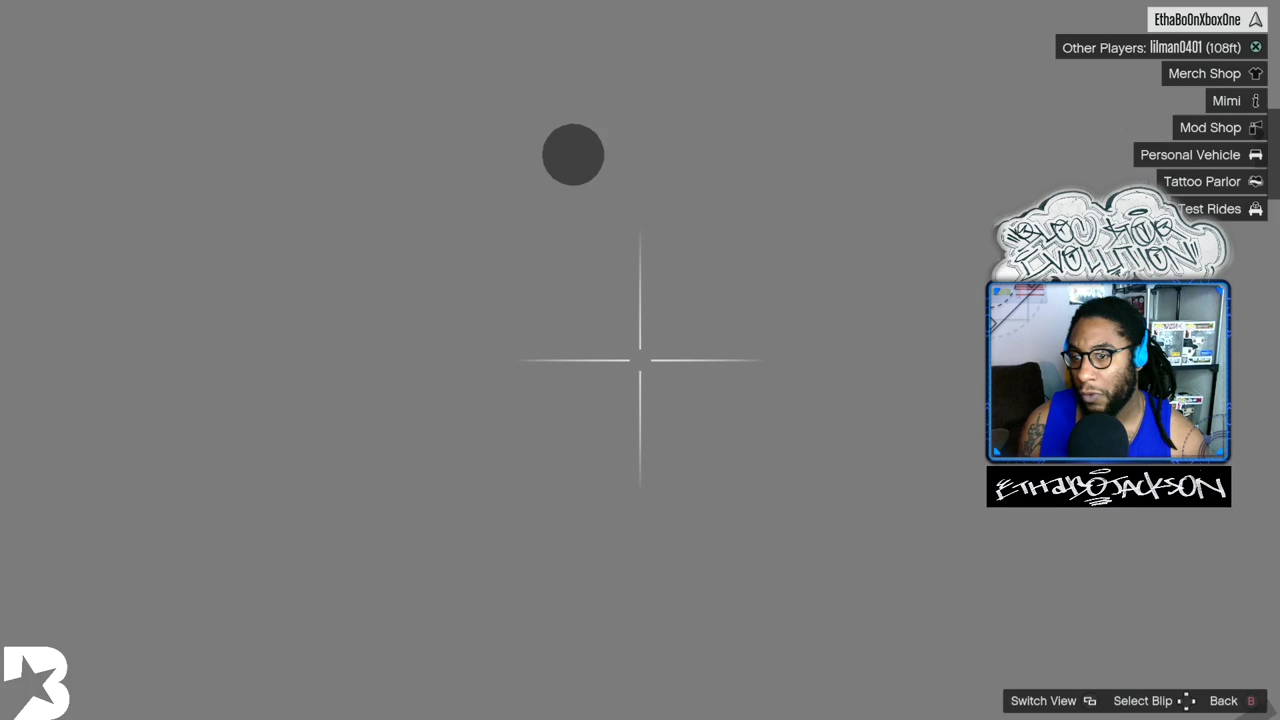 EthaBoOnXboxOne
Other Players: lilman0401 (108ft)
Merch Shop
Mimi
Mod Shop
Personal Vehicle
Tattoo Parlor
Test Rides
EVOLUTION
ETHABOJACKSON
Switch View
Select Blip
Back B